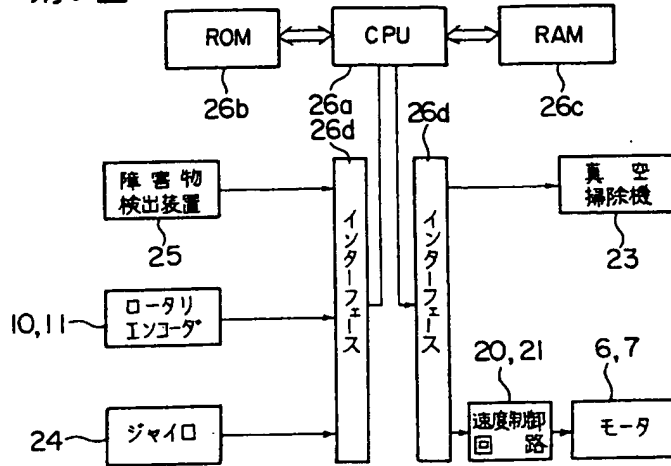 ROM
CPU
RAM
26b
26a
26c
26d
26d
障害物
検出装置
25
真空
掃除機
23
インターフェース
インターフェース
10,11
ロータリ
エンコーダ
20,21
6,7
24
ジャイロ
速度制御
回路
モータ